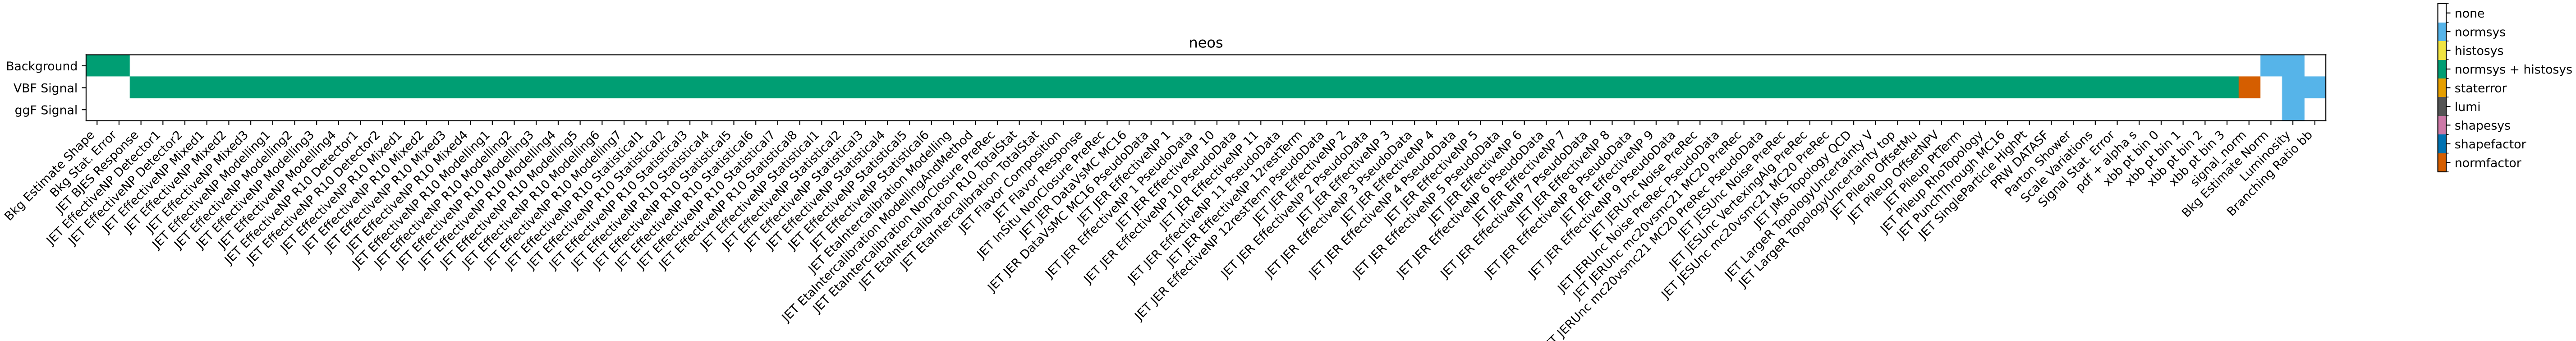 neos
Background
VBF Signal
ggF Signal
Bkg Estimate Shape
Bkg Stat. Error
JET BJES Response
JET EffectiveNP Detector1
JET EffectiveNP Detector2
JET EffectiveNP Mixed1
JET EffectiveNP Mixed2
JET EffectiveNP Mixed3
JET EffectiveNP Modelling1
JET EffectiveNP Modelling2
JET EffectiveNP Modelling3
JET EffectiveNP Modelling4
JET EffectiveNP R10 Detector1
JET EffectiveNP R10 Detector2
JET EffectiveNP R10 Mixed1
JET EffectiveNP R10 Mixed2
JET EffectiveNP R10 Mixed3
JET EffectiveNP R10 Mixed4
JET EffectiveNP R10 Modelling1
JET EffectiveNP R10 Modelling2
JET EffectiveNP R10 Modelling3
JET EffectiveNP R10 Modelling4
JET EffectiveNP R10 Modelling5
JET EffectiveNP R10 Modelling6
JET EffectiveNP R10 Modelling7
JET EffectiveNP R10 Statistical1
JET EffectiveNP R10 Statistical2
JET EffectiveNP R10 Statistical3
JET EffectiveNP R10 Statistical4
JET EffectiveNP R10 Statistical5
JET EffectiveNP R10 Statistical6
JET EffectiveNP R10 Statistical7
JET EffectiveNP R10 Statistical8
JET EffectiveNP Statistical1
JET EffectiveNP Statistical2
JET EffectiveNP Statistical3
JET EffectiveNP Statistical4
JET EffectiveNP Statistical5
JET EffectiveNP Statistical6
JET EtaIntercalibration Modelling
JET EtaIntercalibration ModellingAndMethod
JET EtaIntercalibration NonClosure PreRec
JET EtaIntercalibration R10 TotalStat
JET EtaIntercalibration TotalStat
JET Flavor Composition
JET Flavor Response
JET InSitu NonClosure PreRec
JET JER DataVsMC MC16
JET JER DataVsMC MC16 PseudoData
JET JER EffectiveNP 1
JET JER EffectiveNP 1 PseudoData
JET JER EffectiveNP 10
JET JER EffectiveNP 10 PseudoData
JET JER EffectiveNP 11
JET JER EffectiveNP 11 PseudoData
JET JER EffectiveNP 12restTerm
JET JER EffectiveNP 12restTerm PseudoData
JET JER EffectiveNP 2
JET JER EffectiveNP 2 PseudoData
JET JER EffectiveNP 3
JET JER EffectiveNP 3 PseudoData
JET JER EffectiveNP 4
JET JER EffectiveNP 4 PseudoData
JET JER EffectiveNP 5
JET JER EffectiveNP 5 PseudoData
JET JER EffectiveNP 6
JET JER EffectiveNP 6 PseudoData
JET JER EffectiveNP 7
JET JER EffectiveNP 7 PseudoData
JET JER EffectiveNP 8
JET JER EffectiveNP 8 PseudoData
JET JER EffectiveNP 9
JET JER EffectiveNP 9 PseudoData
JET JERUnc Noise PreRec
JET JERUnc Noise PreRec PseudoData
JET JERUnc mc20vsmc21 MC20 PreRec
JERUnc mc20vsmc21 MC20 PreRec PseudoData
JET JESUnc Noise PreRec
JET JESUnc VertexingAlg PreRec
JET JESUnc mc20vsmc21 MC20 PreRec
JET JMS Topology QCD
JET LargeR TopologyUncertainty V
JET LargeR TopologyUncertainty top
JET Pileup OffsetMu
JET Pileup OffsetNPV
JET Pileup PtTerm
JET Pileup RhoTopology
JET PunchThrough MC16
JET SingleParticle HighPt
PRW DATASF
Parton Shower
Scale Variations
Signal Stat. Error
pdf + alpha s
xbb pt bin 0
xbb pt bin 1
xbb pt bin 2
xbb pt bin 3
signal_norm
Bkg Estimate Norm
Luminosity
Branching Ratio bb
none
normsys
histosys
normsys + histosys
staterror
lumi
shapesys
shapefactor
normfactor